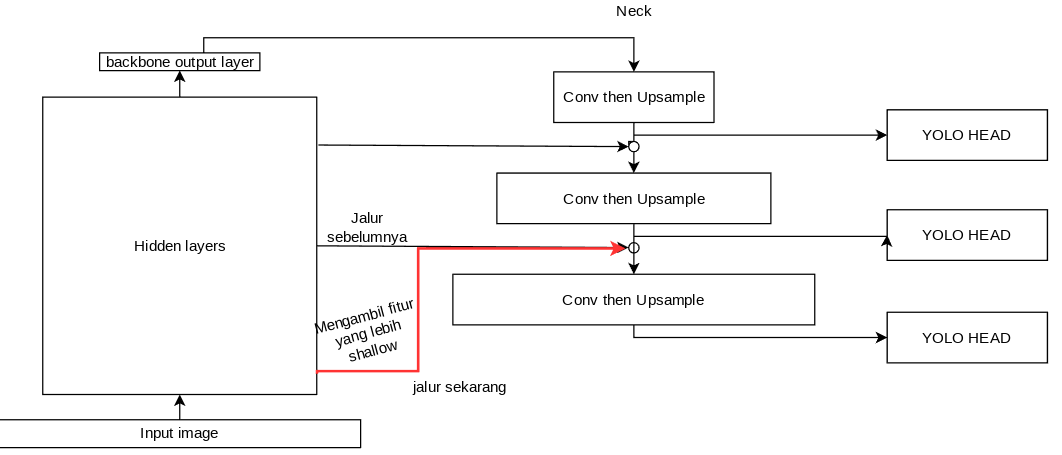 Neck
backbone output layer
Conv then Upsample
YOLO HEAD
Conv then Upsample
Jalur
sebelumnya
YOLO HEAD
Hidden layers
Conv then Upsample
Mengambil fitur
yang lebih
shallow
YOLO HEAD
jalur sekarang
Input image